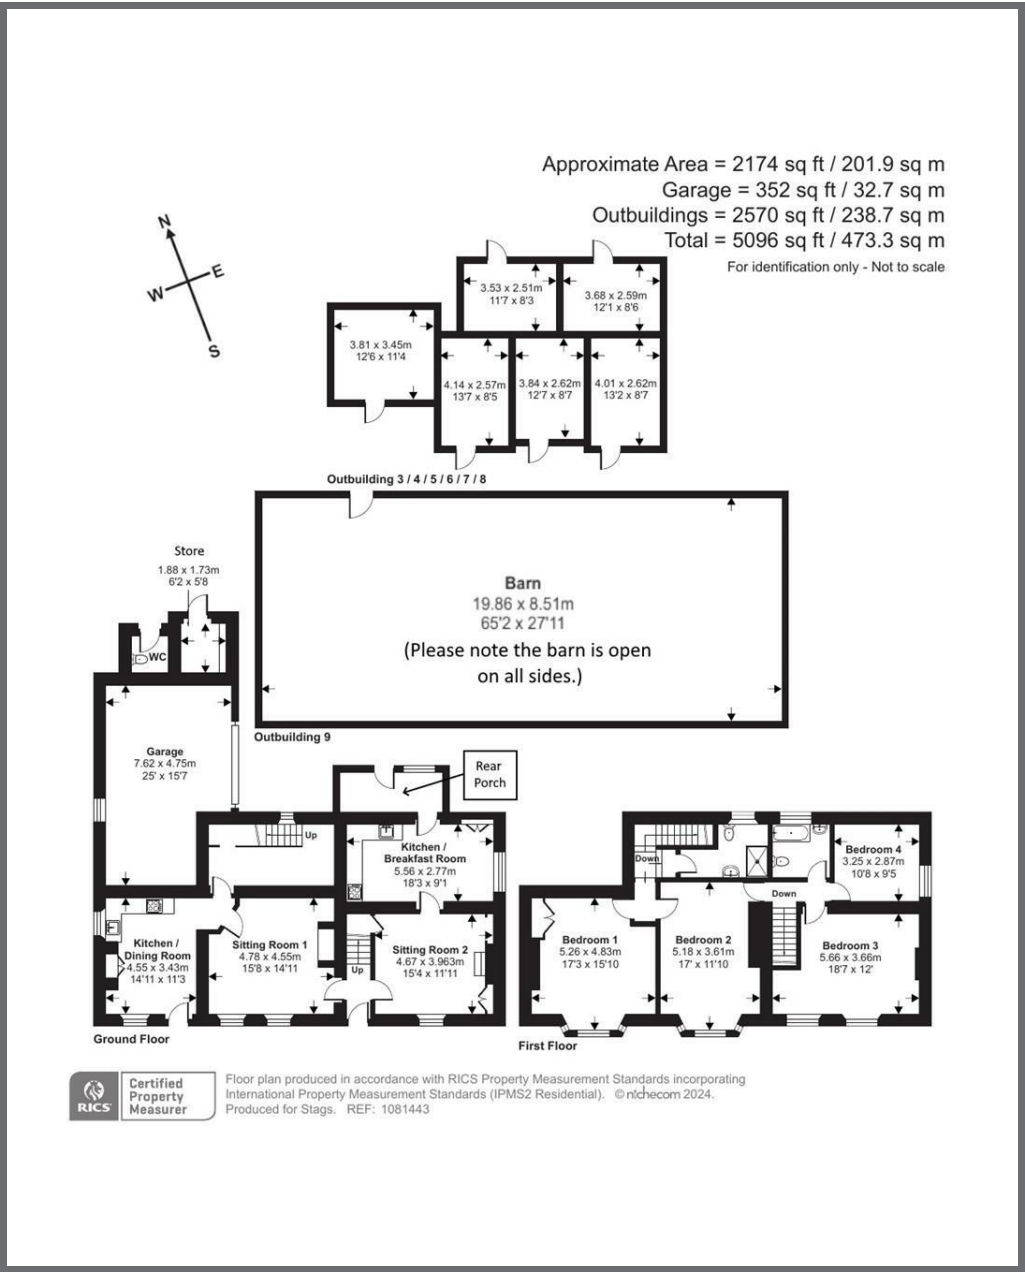 Approximate Area = 2174 sq ft / 201.9 sq m
Garage = 352 sq ft / 32.7 sq m
Outbuildings = 2570 sq ft / 238.7 sq m
Total = 5096 sq ft / 473.3 sq m
For identification only - Not to scale
N
E
W
S
3.53 x 2.51m
11'7 x 8'3
3.68 x 2.59m
12'1 x 8'6
3.81 x 3.45m
12'6 x 11'4
4.14 x 2.57m
13'7 x 8'5
3.84 x 2.62m
12'7 x 8'7
4.01 x 2.62m
13'2 x 8'7
Outbuilding 3 / 4 / 5 / 6 / 7 / 8
Barn
19.86 x 8.51m
65'2 x 27'11
(Please note the barn is open
on all sides.)
Outbuilding 9
Store
1.88 x 1.73m
6'2 x 5'8
WC
Garage
7.62 x 4.75m
25' x 15'7
Rear
Porch
Up
Kitchen /
Breakfast Room
5.56 x 2.77m
18'3 x 9'1
Kitchen /
Dining Room
4.55 x 3.43m
14'11 x 11'3
Sitting Room 1
4.78 x 4.55m
15'8 x 14'11
Up
Sitting Room 2
4.67 x 3.963m
15'4 x 11'11
Ground Floor
Down
Bedroom 4
3.25 x 2.87m
10'8 x 9'5
Down
Bedroom 1
5.26 x 4.83m
17'3 x 15'10
Bedroom 2
5.18 x 3.61m
17' x 11'10
Bedroom 3
5.66 x 3.66m
18'7 x 12'
First Floor
RICS
Certified
Property
Measurer
Floor plan produced in accordance with RICS Property Measurement Standards incorporating
International Property Measurement Standards (IPMS2 Residential). © nichecom 2024.
Produced for Stags. REF: 1081443